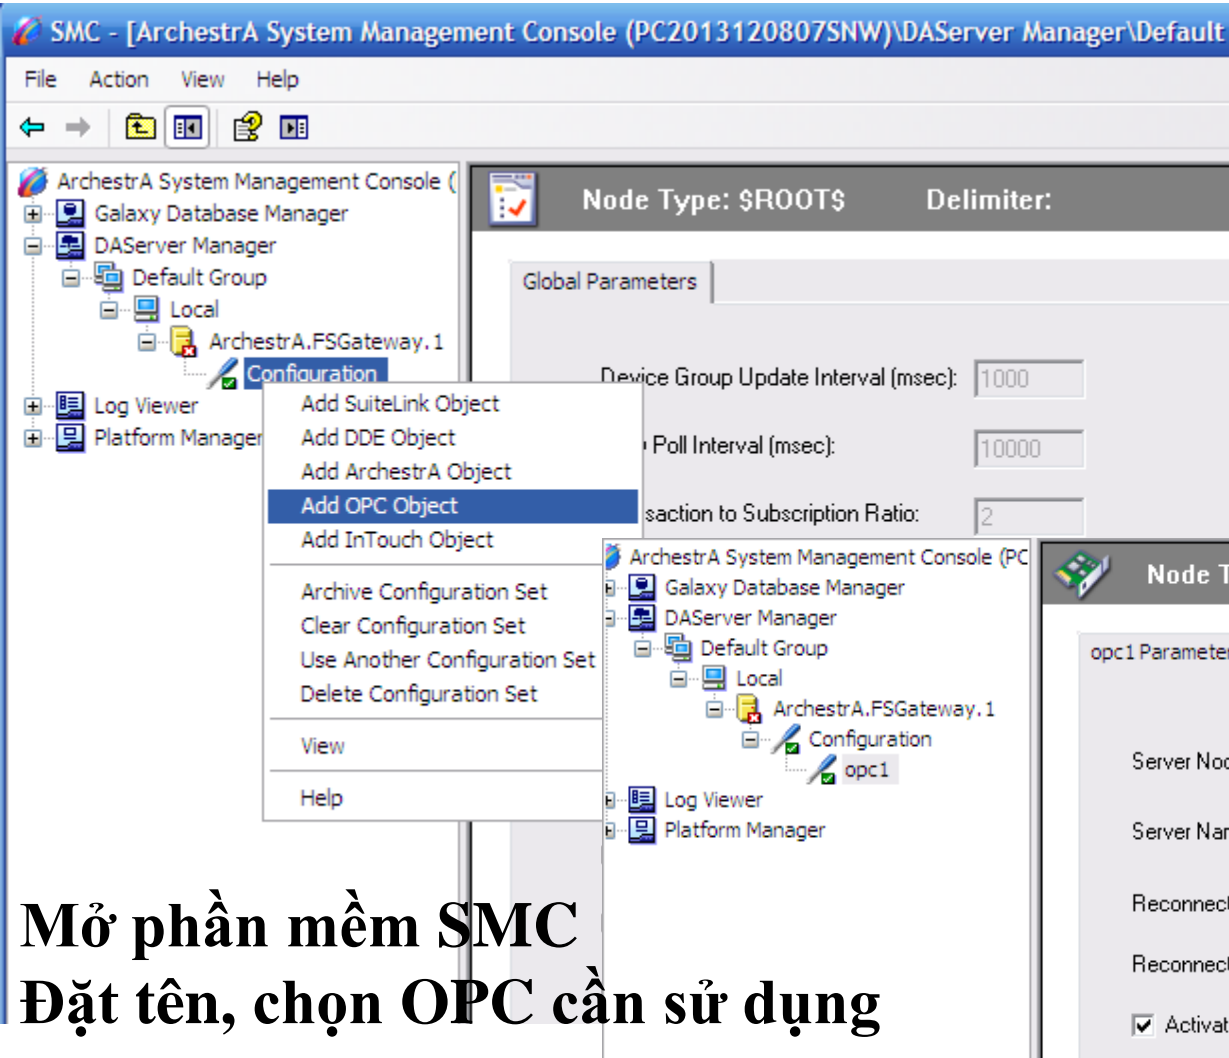 SMC - [ArchestrA System Management Console (PC2013120807SNW)\DAServer Manager\Default
File Action View Help
ArchestrA System Management Console (
Galaxy Database Manager
DAServer Manager
Default Group
Local
ArchestrA.FSGateway.1
Configuration
Log Viewer
Platform Manager
Node Type: $ROOT$ Delimiter:
Global Parameters
Device Group Update Interval (msec): 1000
Poll Interval (msec): 10000
saction to Subscription Ratio: 2
Add SuiteLink Object
Add DDE Object
Add ArchestrA Object
Add OPC Object
Add InTouch Object
Archive Configuration Set
Clear Configuration Set
Use Another Configuration Set
Delete Configuration Set
View
Help
ArchestrA System Management Console (PC
Galaxy Database Manager
DAServer Manager
Default Group
Local
ArchestrA.FSGateway.1
Configuration
opc1
Log Viewer
Platform Manager
Node T
opc1 Parameter
Server Nod
Server Nam
Reconnect
Reconnect
Activat
Mở phần mềm SMC
Đặt tên, chọn OPC cần sử dụng